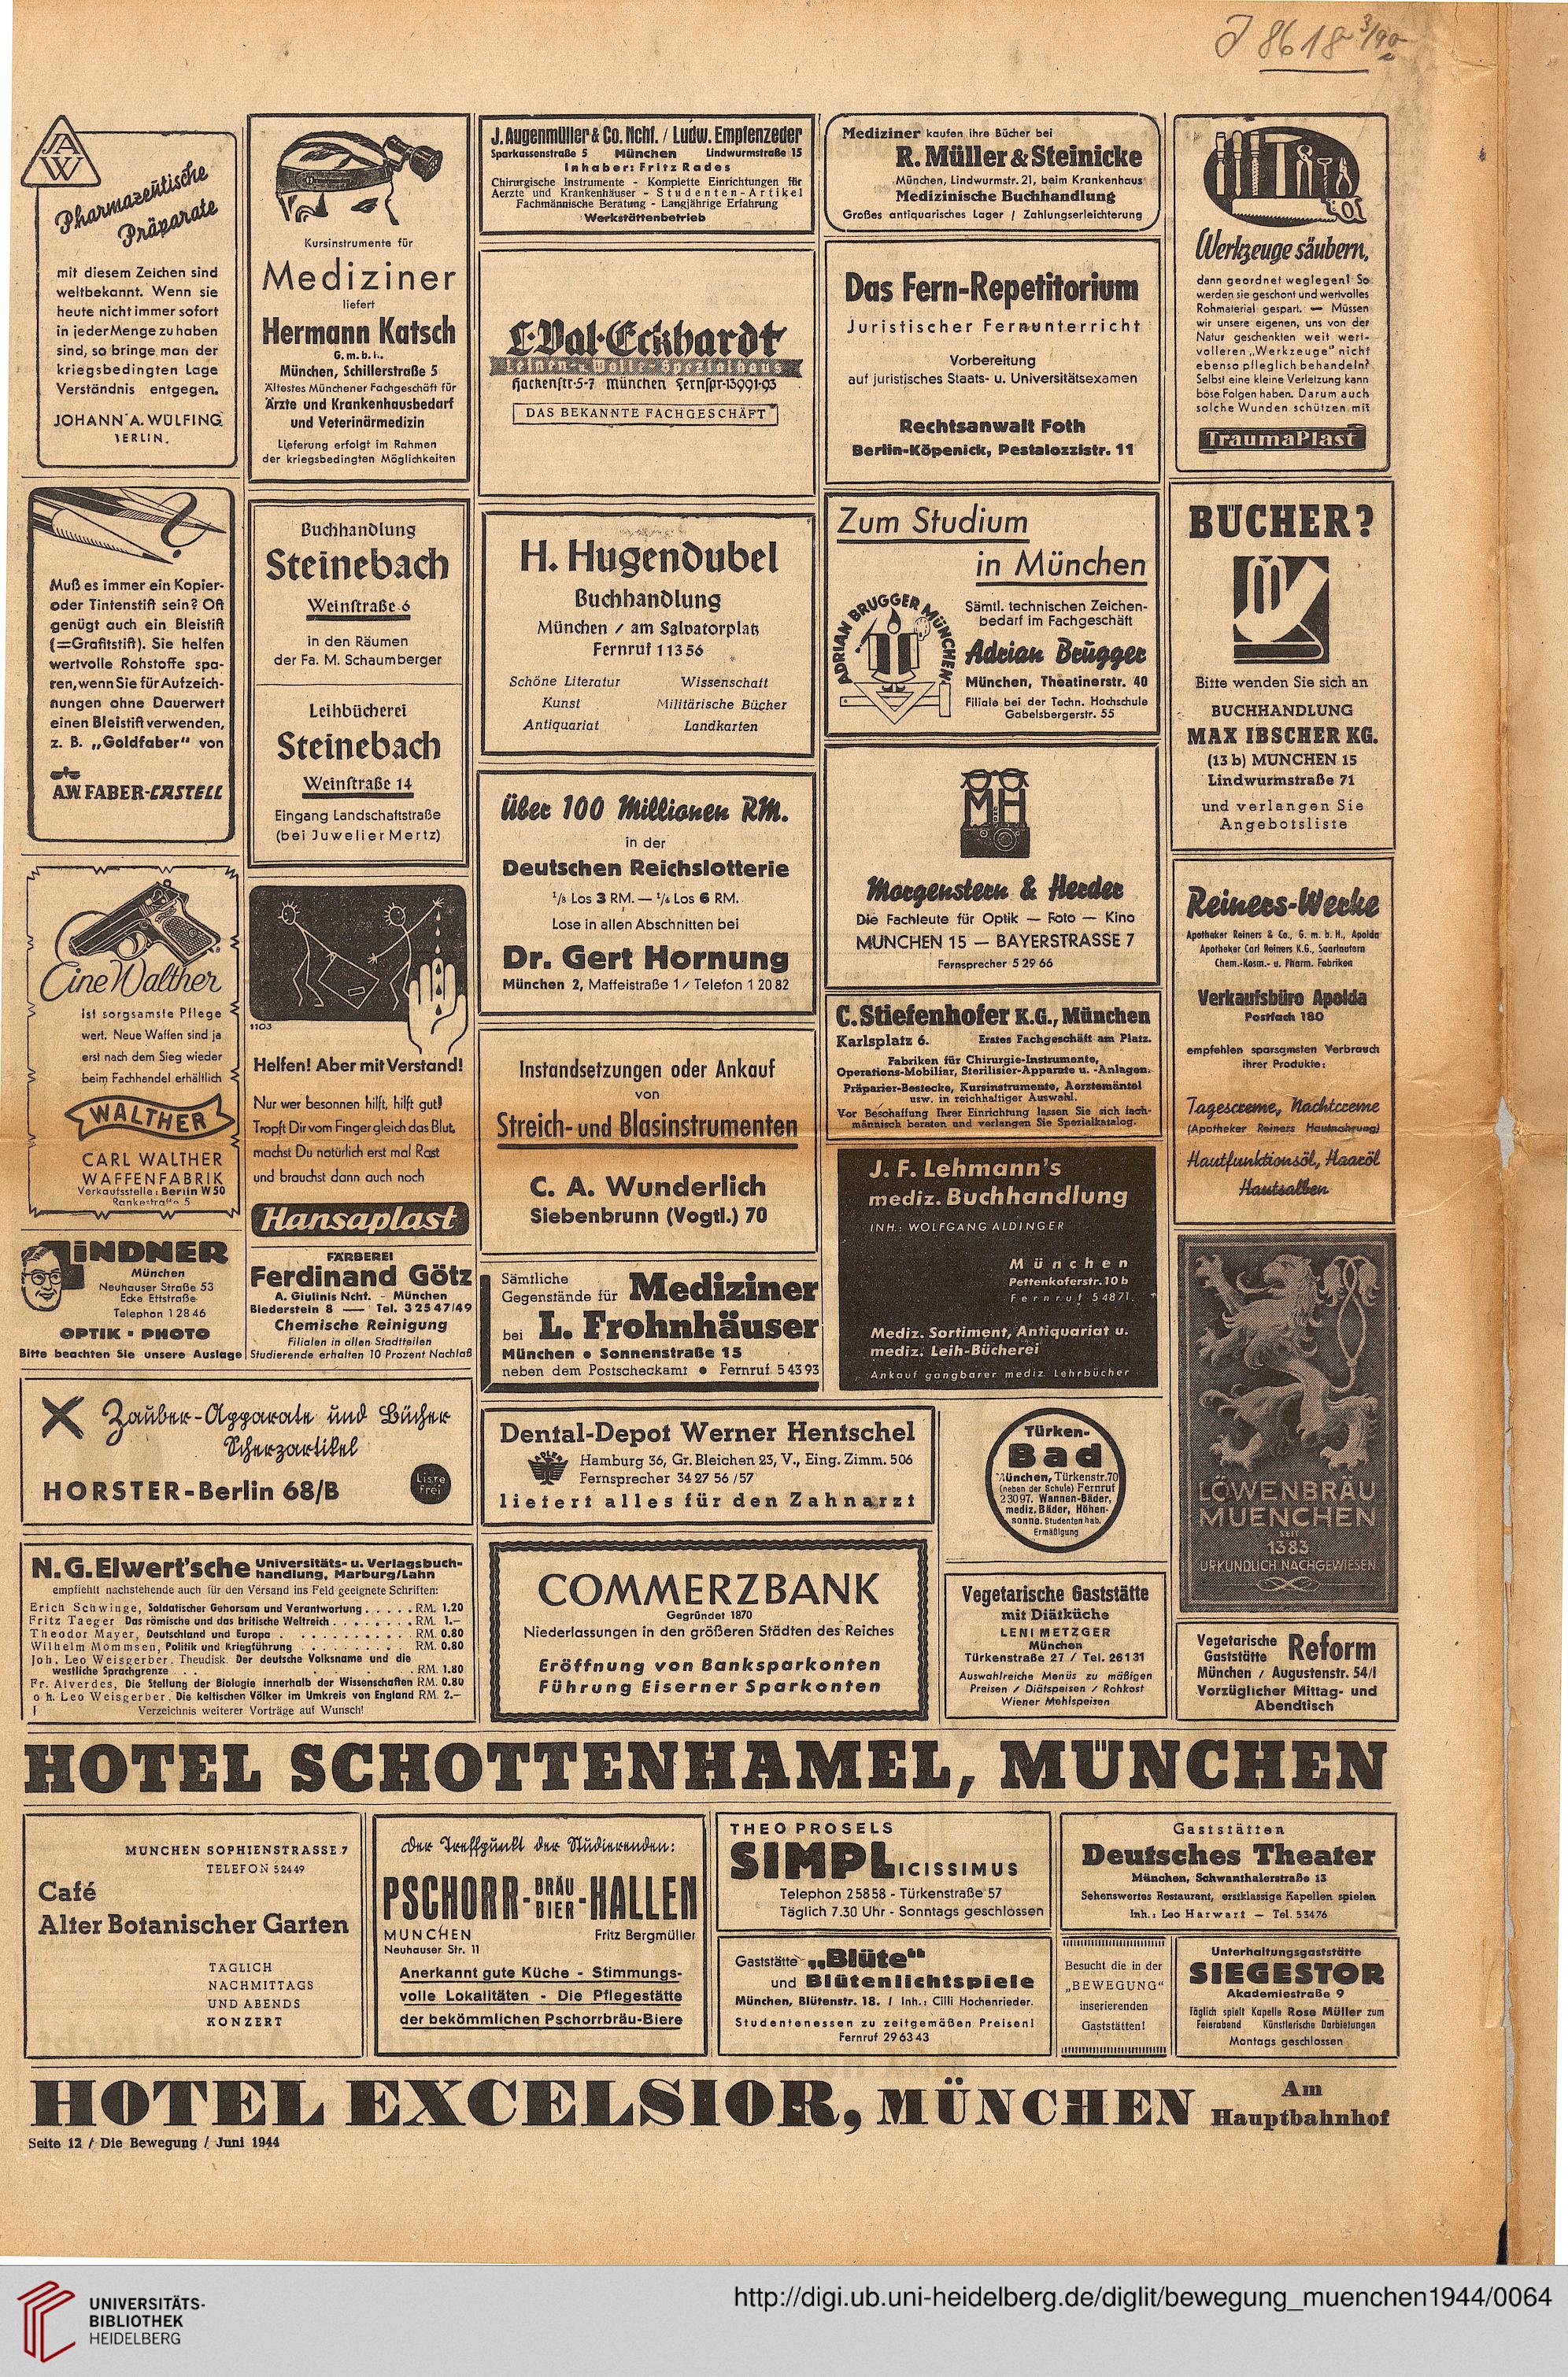 J 8618 3/90
JAW
Pharmazeutische
Präparate
mit diesem Zeichen sind
weltbekannt. Wenn sie
heute nicht immer sofort
in jeder Menge zu haben
sind, so bringe man der
kriegsbedingten Lage
Verständnis entgegen.
JOHANN A. WÜLFING
BERLIN
Kursinstrumente für
Mediziner
liefert
Hermann Katsch
G.m.b.H.
München, Schillerstraße 5
Ältestes Münchener Fachgeschäft für
Ärzte und Krankenhausbedarf
und Veterinärmedizin
Lieferung erfolgt im Rahmen
der kriegsbedingten Möglichkeiten
J. Augenmüller & Co. Nchf. / Ludw. Empfenzeder
Sparkassenstraße 5 München Lindwurmstraße 15
Inhaber: Fritz Rades
Chirurgische Instrumente - Komplette Einrichtungen für
Aerzte und Krankenhäuser - Studenten-Artikel
Fachmännische Beratung - Langjährige Erfahrung
Werkstättenbetrieb
Mediziner kaufen ihre Bücher bei
R. Müller & Steinicke
München, Lindwurmstr. 21, beim Krankenhaus
Medizinische Buchhandlung
Großes antiquarisches Lager / Zahlungserleichterung
Werkzeuge säubern,
dann geordnet weglegen! So
werden sie geschont und wertvolles
Rohmaterial gespart. — Müssen
wir unsere eigenen, uns von der
Natur geschenkten weit wert-
volleren „Werkzeuge" nicht
ebenso pfleglich behandeln?
Selbst eine kleine Verletzung kann
böse Folgen haben. Darum auch
solche Wunden schützen mit
TraumaPlast
L. Val. Eckhardt
Leinen- u. Wolle-Spezialhaus
Hackenstr. 5-7 München Fernspr. 13991-93
DAS BEKANNTE FACHGESCHÄFT
Das Fern-Repetitorium
Juristischer Fernunterricht
Vorbereitung
auf juristisches Staats- u. Universitätsexamen
Rechtsanwalt Foth
Berlin-Köpenick, Pestalozzistr. 11
Muß es immer ein Kopier-
oder Tintenstift sein? Oft
genügt auch ein Bleistift
(=Grafitstift). Sie helfen
wertvolle Rohstoffe spa-
ren, wenn Sie für Aufzeich-
nungen ohne Dauerwert
einen Bleistift verwenden,
z. B. „Goldfaber" von
A.W. FABER-CASTELL
Buchhandlung
Steinebach
Weinstraße 6
in den Räumen
der Fa. M. Schaumberger
Leihbücherei
Steinebach
Weinstraße 14
Eingang Landschaftstraße
(bei Juwelier Mertz)
H. Hugendubel
Buchhandlung
München / am Salvatorplatz
Fernruf 11356
Schöne Literatur Wissenschaft
Kunst Militärische Bücher
Antiquariat Landkarten
Zum Studium
in München
ADRIAN BRUGGER MÜNCHEN
Sämtl. technischen Zeichen-
bedarf im Fachgeschäft
Adrian Brugger
München, Theatinerstr. 40
Filiale bei der Techn. Hochschule
Gabelsbergerstr. 55
BÜCHER?
Bitte wenden Sie sich an
BUCHHANDLUNG
MAX IBSCHER KG.
(13 b) MÜNCHEN 15
Lindwurmstraße 71
und verlangen Sie
Angebotsliste
Eine Walther
ist sorgsamste Pflege
wert. Neue Waffen sind ja
erst nach dem Sieg wieder
beim Fachhandel erhältlich
WALTHER
CARL WALTHER
WAFFENFABRIK
Verkaufsstelle: Berlin W 50
Rankestraße 5
1103
Helfen! Aber mit Verstand!
Nur wer besonnen hilft, hilft gut!
Tropft Dir vom Finger gleich das Blut,
machst Du natürlich erst mal Rast
und brauchst dann auch noch
Hansaplast
Über 100 Millionen RM.
in der
Deutschen Reichslotterie
1/8 Los 3 RM. — 1/4 Los 6 RM.
Lose in allen Abschnitten bei
Dr. Gert Hornung
München 2, Maffeistraße 1 / Telefon 1 20 82
MH
Morgenstern & Herder
Die Fachleute für Optik — Foto — Kino
MÜNCHEN 15 — BAYERSTRASSE 7
Fernsprecher 5 29 66
Reiners-Werke
Apotheker Reiners & Co., G. m. b. H., Apolda
Apotheker Carl Reiners K.G., Saarlautern
Chem.-Kosm.- u. Pharm. Fabriken
Verkaufsbüro Apolda
Postfach 180
empfehlen sparsamsten Verbrauch
ihrer Produkte:
Tagescreme, Nachtcreme
(Apotheker Reiners Hautnahrung)
Hautfunktionsöl, Haaröl
Hautsalben
Instandsetzungen oder Ankauf
von
Streich- und Blasinstrumenten
C. A. Wunderlich
Siebenbrunn (Vogtl.) 70
C. Stiefenhofer K.G., München
Karlsplatz 6. Erstes Fachgeschäft am Platz.
Fabriken für Chirurgie-Instrumente,
Operations-Mobiliar, Sterilisier-Apparate u. -Anlagen.
Präparier-Bestecke, Kursinstrumente, Aerztemäntel
usw. in reichhaltiger Auswahl.
Vor Beschaffung Ihrer Einrichtung lassen Sie sich fach-
männisch beraten und verlangen Sie Spezialkatalog.
J. F. Lehmann's
mediz. Buchhandlung
INH.: WOLFGANG ALDINGER
München
Pettenkoferstr. 10 b
Fernruf 54871.
Mediz. Sortiment, Antiquariat u.
mediz. Leih-Bücherei
Ankauf gangbarer mediz. Lehrbücher
LINDNER
München
Neuhauser Straße 53
Ecke Ettstraße
Telephon 1 28 46
OPTIK • PHOTO
Bitte beachten Sie unsere Auslage
FÄRBEREI
Ferdinand Götz
A. Giulinis Nchf. - München
Biederstein 8 — Tel. 32547/49
Chemische Reinigung
Filialen in allen Stadtteilen
Studierende erhalten 10 Prozent Nachlaß
Sämtliche
Gegenstände für Mediziner
bei L. Frohnhäuser
München • Sonnenstraße 15
neben dem Postscheckamt • Fernruf 5 43 93
LÖWENBRÄU
MUENCHEN
SEIT
1383
URKUNDLICH NACHGEWIESEN
Zauber-Apparate und Bücher
Scherzartikel
HORSTER-Berlin 68/B
Liste frei
Dental-Depot Werner Hentschel
Hamburg 36, Gr. Bleichen 23, V., Eing. Zimm. 506
Fernsprecher 34 27 56 / 57
liefert alles für den Zahnarzt
Türken-
Bad
München, Türkenstr. 70
(neben der Schule) Fernruf
23097. Wannen-Bäder,
mediz. Bäder, Höhen-
sonne. Studenten hab.
Ermäßigung
N. G. Elwert'sche Universitäts- u. Verlagsbuch-
handlung, Marburg/Lahn
empfiehlt nachstehende auch für den Versand ins Feld geeignete Schriften:
Erich Schwinge, Soldatischer Gehorsam und Verantwortung . . . . . RM. 1.20
Fritz Taeger Das römische und das britische Weltreich . . . . . . . RM. 1.—
Theodor Mayer, Deutschland und Europa . . . . . . . . . . . RM. 0.80
Wilhelm Mommsen, Politik und Kriegführung . . . . . . . . . RM. 0.80
Joh. Leo Weisgerber, Theudisk. Der deutsche Volksname und die
westliche Sprachgrenze . . . . . . RM. 1.80
Fr. Alverdes, Die Stellung der Biologie innerhalb der Wissenschaften RM. 0.80
o h. Leo Weisgerber, Die keltischen Völker im Umkreis von England RM. 2.—
Verzeichnis weiterer Vorträge auf Wunsch!
COMMERZBANK
Gegründet 1870
Niederlassungen in den größeren Städten des Reiches
Eröffnung von Banksparkonten
Führung Eiserner Sparkonten
Vegetarische Gaststätte
mit Diätküche
LENI METZGER
München
Türkenstraße 27 / Tel. 26131
Auswahlreiche Menüs zu mäßigen
Preisen / Diätspeisen / Rohkost
Wiener Mehlspeisen
Vegetarische
Gaststätte Reform
München / Augustenstr. 54/I
Vorzüglicher Mittag- und
Abendtisch
HOTEL SCHOTTENHAMEL, MÜNCHEN
MÜNCHEN SOPHIENSTRASSE 7
TELEFON 52449
Café
Alter Botanischer Garten
TÄGLICH
NACHMITTAGS
UND ABENDS
KONZERT
Der Treffpunkt der Studierenden:
PSCHORR-BRÄU-BIER-HALLEN
MÜNCHEN Fritz Bergmüller
Neuhauser Str. 11
Anerkannt gute Küche - Stimmungs-
volle Lokalitäten - Die Pflegestätte
der bekömmlichen Pschorrbräu-Biere
THEO PROSELS
SIMPLICISSIMUS
Telephon 25858 - Türkenstraße 57
Täglich 7.30 Uhr - Sonntags geschlossen
Gaststätten
Deutsches Theater
München, Schwanthalerstraße 13
Sehenswertes Restaurant, erstklassige Kapellen spielen
Inh.: Leo Harwart — Tel. 53476
Gaststätte „Blüte"
und Blütenlichtspiele
München, Blütenstr. 18. / Inh.: Cilli Hochenrieder.
Studentenessen zu zeitgemäßen Preisen!
Fernruf 29 63 43
Besucht die in der
„BEWEGUNG"
inserierenden
Gaststätten!
Unterhaltungsgaststätte
SIEGESTOR
Akademiestraße 9
Täglich spielt Kapelle Rose Müller zum
Feierabend Künstlerische Darbietungen
Montags geschlossen
HOTEL EXCELSIOR, MÜNCHEN Am
Hauptbahnhof
Seite 12 / Die Bewegung / Juni 1944
UNIVERSITÄTS-
BIBLIOTHEK
HEIDELBERG
http://digi.ub.uni-heidelberg.de/diglit/bewegung_muenchen1944/0064